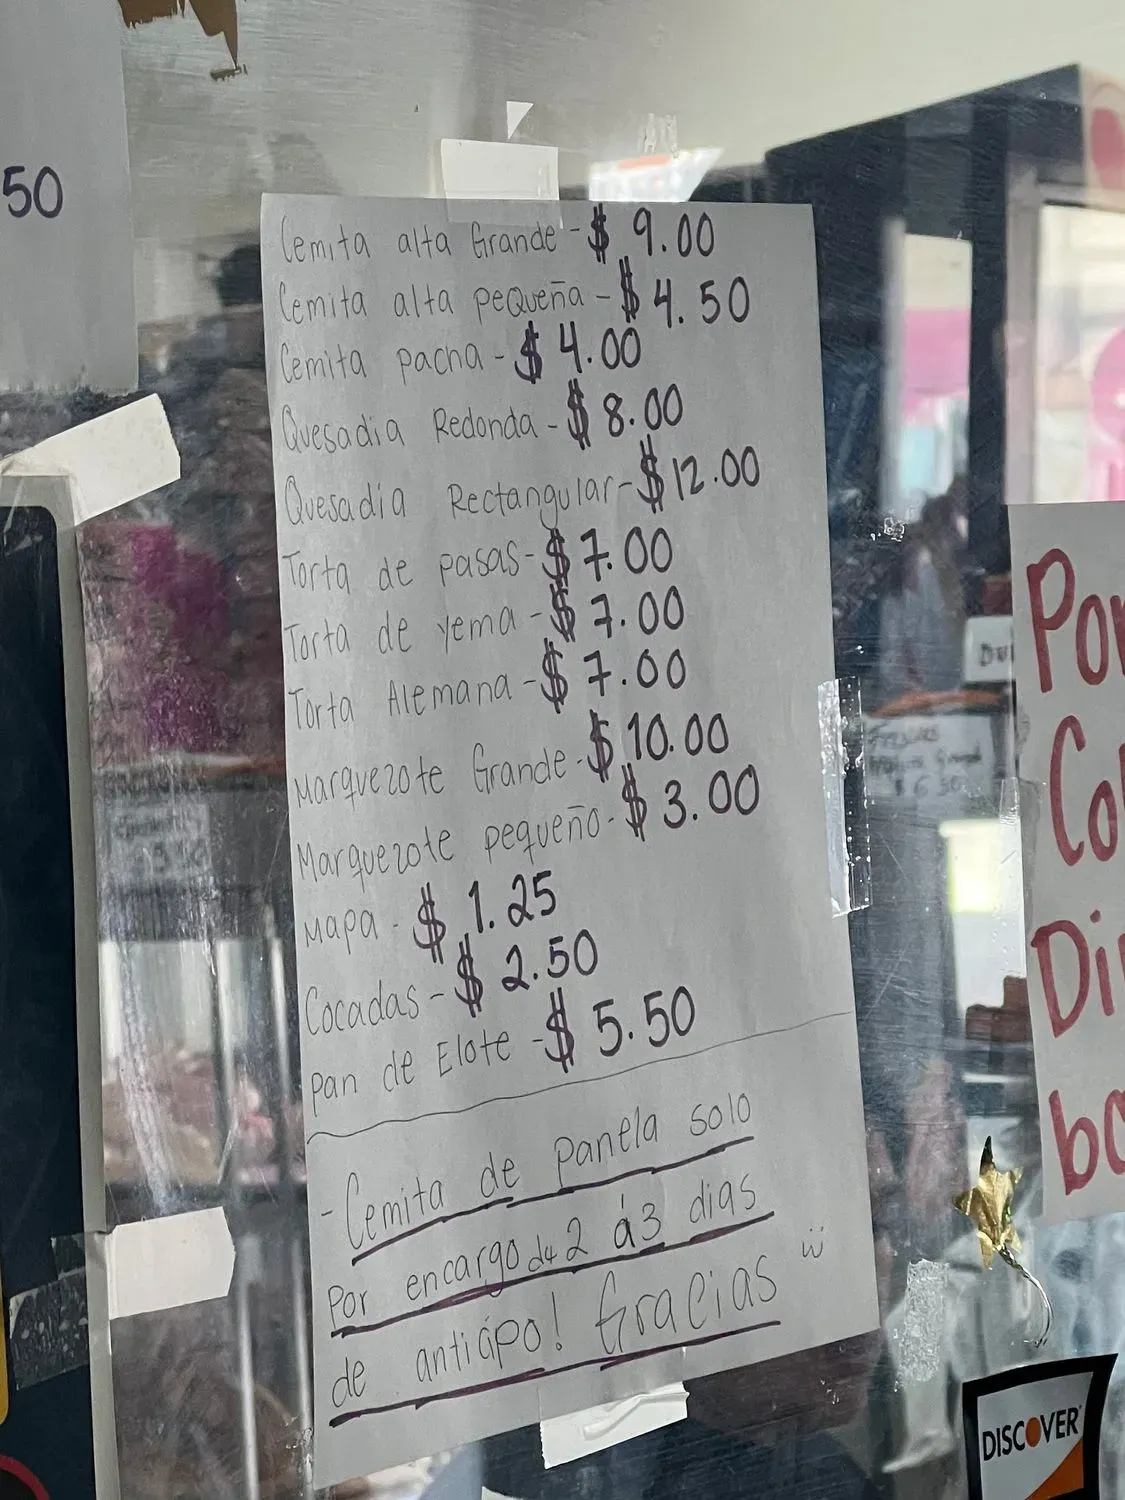 50
Cemita alta Grande - $ 9.00
Cemita alta pequeña - $ 4.50
Cemita pacha - $ 4.00
Quesadia Redonda - $ 8.00
Quesadia Rectangular - $ 12.00
Torta de pasas - $ 7.00
Torta de yema - $ 7.00
Torta Alemana - $ 7.00
Marquezote Grande - $ 10.00
Marquezote pequeño - $ 3.00
Mapa - $ 1.25
Cocadas - $ 2.50
pan de Elote - $ 5.50
- Cemita de panela solo
Por encargo de 2 á 3 dias
de anticipo! Gracias
Por
Co
Di
DISCOVER